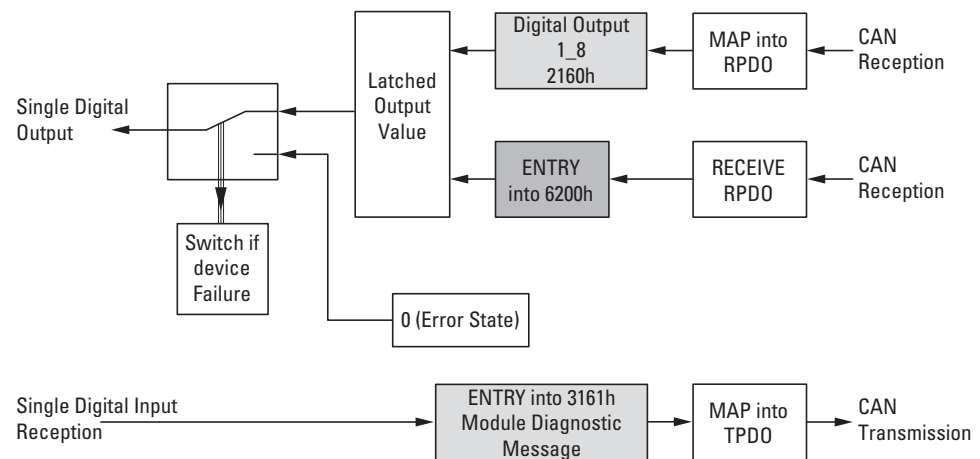 Digital Output
1_8
2160h
MAP into
RPDO
CAN
Reception
Single Digital
Output
Latched
Output
Value
ENTRY
into 6200h
RECEIVE
RPDO
CAN
Reception
Switch if
device
Failure
0 (Error State)
Single Digital Input
Reception
ENTRY into 3161h
Module Diagnostic
Message
MAP into
TPDO
CAN
Transmission